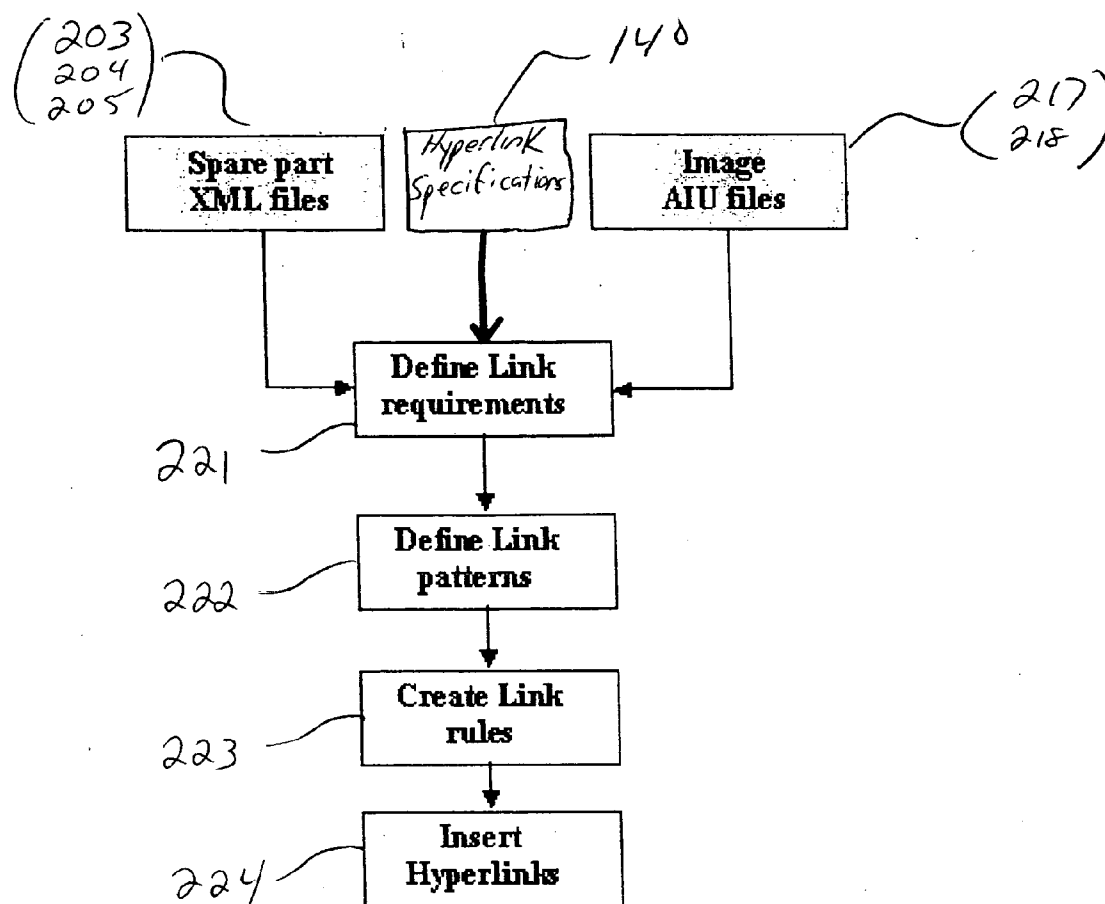 203
204
205
140
217
218
Spare part
XML files
Hyperlink
Specifications
Image
AIU files
Define Link
requirements
221
Define Link
patterns
222
Create Link
rules
223
Insert
Hyperlinks
224